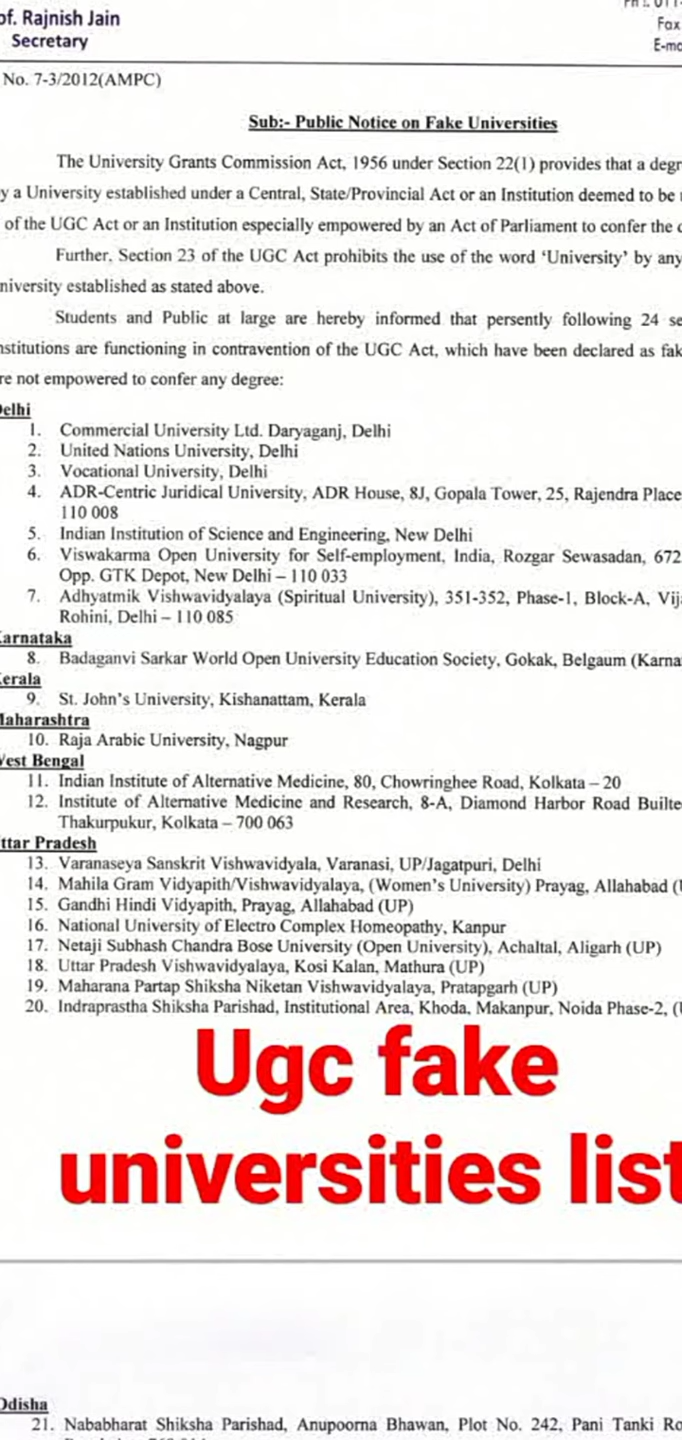 of. Rajnish Jain
Secretary
Fax
No. 7-3/2012(AMPC)
Sub:- Public Notice on Fake Universities
The University Grants Commission Act, 1956 under Section 22(1) provides that a degr
y a University established under a Central, State/Provincial Act or an Institution deemed to be
of the UGC Act or an Institution especially empowered by an Act of Parliament to confer the
Further, Section 23 of the UGC Act prohibits the use of the word ‘University’ by any
niversity established as stated above.
Students and Public at large are hereby informed that persently following 24 se
nstitutions are functioning in contravention of the UGC Act, which have been declared as fak
re not empowered to confer any degree:
elhi
1. Commercial University Ltd. Daryaganj, Delhi
2. United Nations University, Delhi
3. Vocational University, Delhi
4. ADR-Centric Juridical University, ADR House, 8J, Gopala Tower, 25, Rajendra Place
110 008
5. Indian Institution of Science and Engineering, New Delhi
6. Viswakarma Open University for Self-employment, India, Rozgar Sewasadan, 672
Opp. GTK Depot, New Delhi – 110 033
7. Adhyatmik Vishwavidyalaya (Spiritual University), 351-352, Phase-1, Block-A, Vij
Rohini, Delhi – 110 085
arnataka
8. Badaganvi Sarkar World Open University Education Society, Gokak, Belgaum (Karna
erala
9. St. John’s University, Kishanattam, Kerala
aharashtra
10. Raja Arabic University, Nagpur
est Bengal
11. Indian Institute of Alternative Medicine, 80, Chowringhee Road, Kolkata – 20
12. Institute of Alternative Medicine and Research, 8-A, Diamond Harbor Road Builte
Thakurpukur, Kolkata – 700 063
ttar Pradesh
13. Varanaseya Sanskrit Vishwavidyala, Varanasi, UP/Jagatpuri, Delhi
14. Mahila Gram Vidyapith/Vishwavidyalaya, (Women’s University) Prayag, Allahabad (
15. Gandhi Hindi Vidyapith, Prayag, Allahabad (UP)
16. National University of Electro Complex Homeopathy, Kanpur
17. Netaji Subhash Chandra Bose University (Open University), Achaltal, Aligarh (UP)
18. Uttar Pradesh Vishwavidyalaya, Kosi Kalan, Mathura (UP)
19. Maharana Partap Shiksha Niketan Vishwavidyalaya, Pratapgarh (UP)
20. Indraprastha Shiksha Parishad, Institutional Area, Khoda, Makanpur, Noida Phase-2, (
Ugc fake
universities list
disha
21. Nababharat Shiksha Parishad, Anupoorna Bhawan, Plot No. 242, Pani Tanki Ro